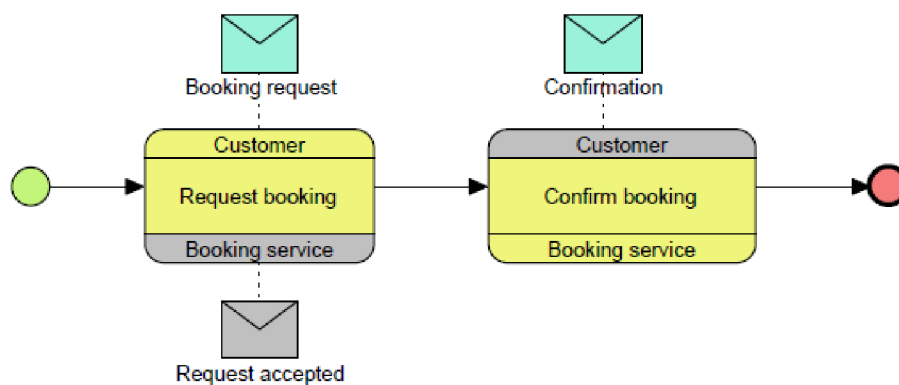 Booking request
Confirmation
Customer
Customer
Request booking
Confirm booking
Booking service
Booking service
Request accepted